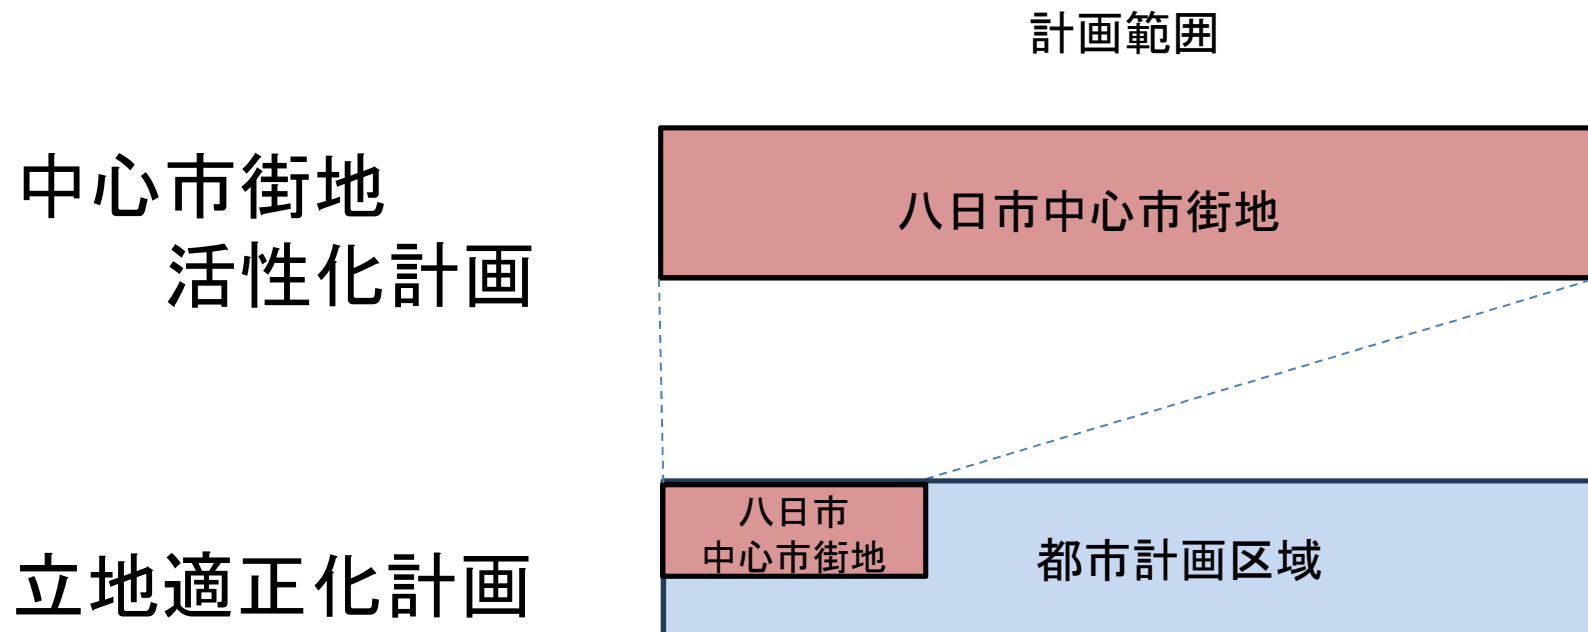 計画範囲
中心市街地
活性化計画
八日市中心市街地
立地適正化計画
八日市
中心市街地
都市計画区域